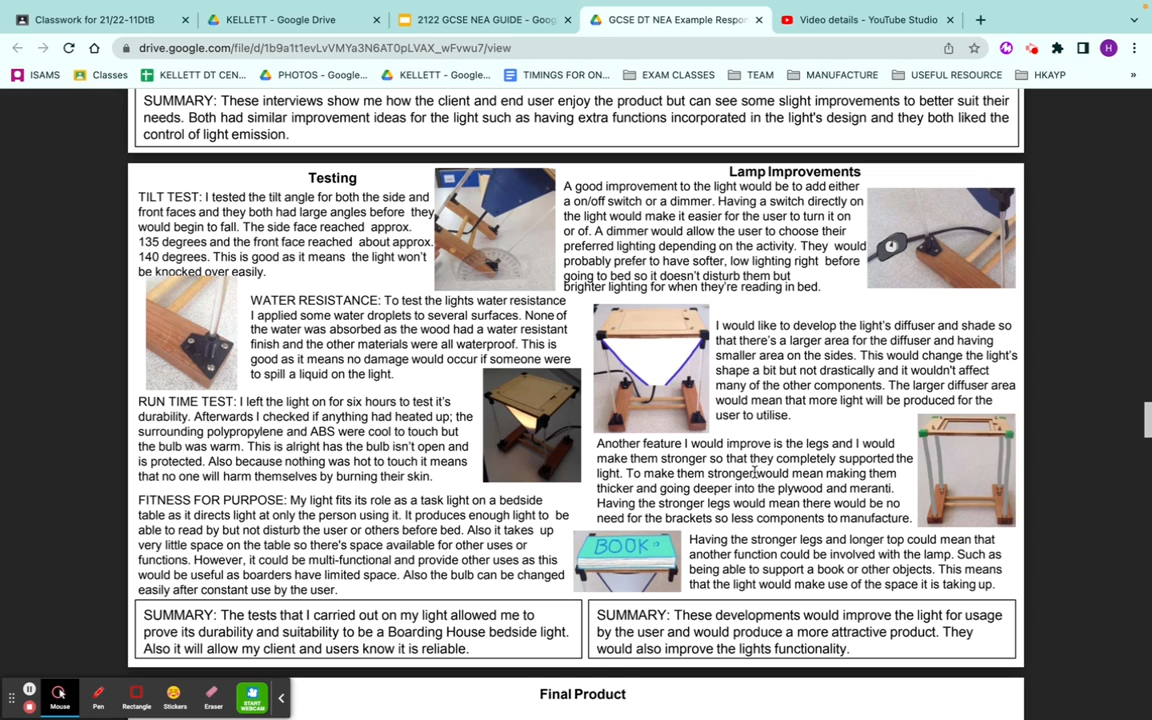 Classwork for 21/22-11DtB
KELLETT - Google Drive
2122 GCSE NEA GUIDE - Goog
GCSE DT NEA Example Respon
Video details - YouTube Studio
drive.google.com/file/d/1b9a1t1evLvVMYa3N6AT0pLVAX_wFvwu7/view
H
ISAMS
Classes
KELLETT DT CEN...
PHOTOS - Google...
KELLETT - Google...
TIMINGS FOR ON...
EXAM CLASSES
TEAM
MANUFACTURE
USEFUL RESOURCE
HKAYP
»
SUMMARY: These interviews show me how the client and end user enjoy the product but can see some slight improvements to better suit their
needs. Both had similar improvement ideas for the light such as having extra functions incorporated in the light's design and they both liked the
control of light emission.
Testing
TILT TEST: I tested the tilt angle for both the side and
front faces and they both had large angles before they
would begin to fall. The side face reached approx.
135 degrees and the front face reached about approx.
140 degrees. This is good as it means the light won't
be knocked over easily.
WATER RESISTANCE: To test the lights water resistance
I applied some water droplets to several surfaces. None of
the water was absorbed as the wood had a water resistant
finish and the other materials were all waterproof. This is
good as it means no damage would occur if someone were
to spill a liquid on the light.
RUN TIME TEST: I left the light on for six hours to test it's
durability. Afterwards I checked if anything had heated up; the
surrounding polypropylene and ABS were cool to touch but
the bulb was warm. This is alright has the bulb isn't open and
is protected. Also because nothing was hot to touch it means
that no one will harm themselves by burning their skin.
FITNESS FOR PURPOSE: My light fits its role as a task light on a bedside
table as it directs light at only the person using it. It produces enough light to be
able to read by but not disturb the user or others before bed. Also it takes up
very little space on the table so there's space available for other uses or
functions. However, it could be multi-functional and provide other uses as this
would be useful as boarders have limited space. Also the bulb can be changed
easily after constant use by the user.
SUMMARY: The tests that I carried out on my light allowed me to
prove its durability and suitability to be a Boarding House bedside light.
Also it will allow my client and users know it is reliable.
Lamp Improvements
A good improvement to the light would be to add either
a on/off switch or a dimmer. Having a switch directly on
the light would make it easier for the user to turn it on
or of. A dimmer would allow the user to choose their
preferred lighting depending on the activity. They would
probably prefer to have softer, low lighting right before
going to bed so it doesn't disturb them but
brighter lighting for when they're reading in bed.
I would like to develop the light's diffuser and shade so
that there's a larger area for the diffuser and having
smaller area on the sides. This would change the light's
shape a bit but not drastically and it wouldn't affect
many of the other components. The larger diffuser area
would mean that more light will be produced for the
user to utilise.
Another feature I would improve is the legs and I would
make them stronger so that they completely supported the
light. To make them stronger would mean making them
thicker and going deeper into the plywood and meranti.
Having the stronger legs would mean there would be no
need for the brackets so less components to manufacture.
BOOK
Having the stronger legs and longer top could mean that
another function could be involved with the lamp. Such as
being able to support a book or other objects. This means
that the light would make use of the space it is taking up.
SUMMARY: These developments would improve the light for usage
by the user and would produce a more attractive product. They
would also improve the lights functionality.
Final Product
Mouse
Pen
Rectangle
Stickers
Eraser
START
WEBCAM